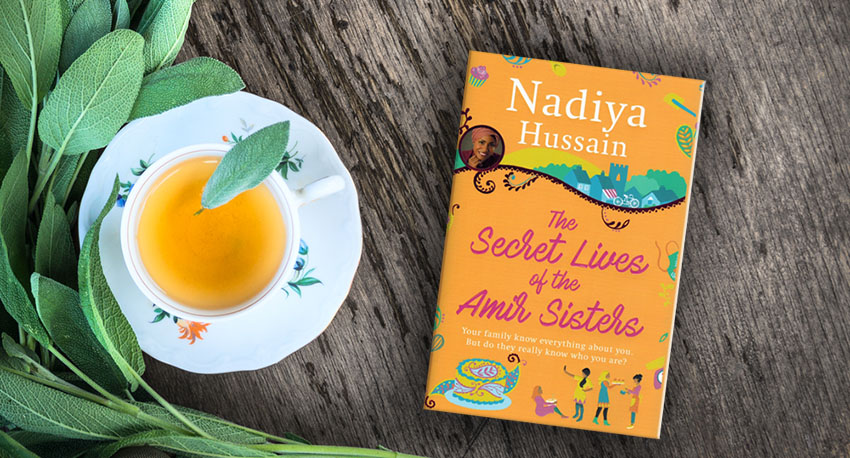 Nadiya
Hussain
The
Secret Lives
of the
Amir Sisters
Your family know everything about you.
But do they really know who you are?